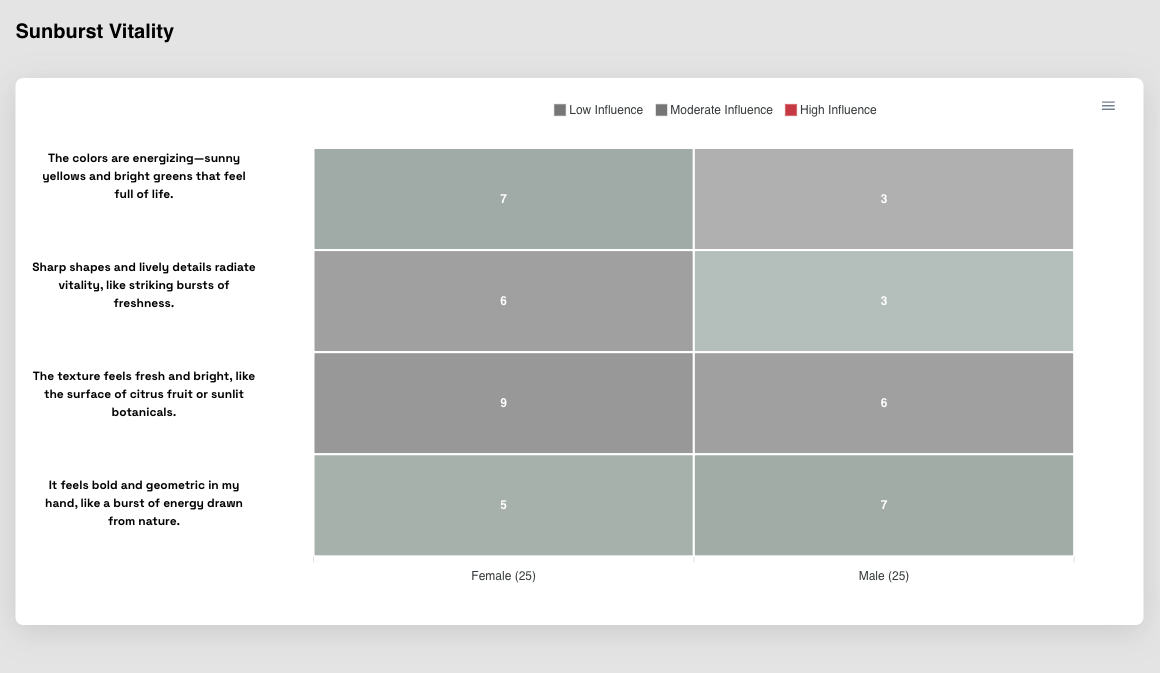 Sunburst Vitality
Low Influence Moderate Influence High Influence
The colors are energizing—sunny
yellows and bright greens that feel
full of life.
7 3
Sharp shapes and lively details radiate
vitality, like striking bursts of
freshness.
6 3
The texture feels fresh and bright, like
the surface of citrus fruit or sunlit
botanicals.
9 6
It feels bold and geometric in my
hand, like a burst of energy drawn
from nature.
5 7
Female (25) Male (25)